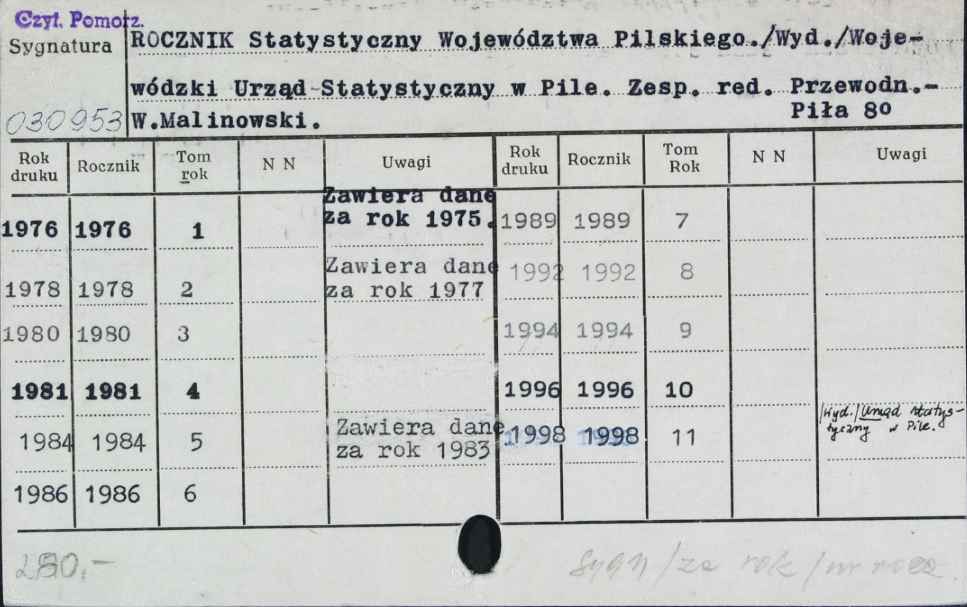 Czyt. Pomorz.
Sygnatura
030953
ROCZNIK Statystyczny Województwa Pilskiego./Wyd./Woje-
wódzki Urząd Statystyczny w Pile. Zesp. red. Przewodn.-
W.Malinowski.
Piła 8o
Rok druku Rocznik Tom rok N N Uwagi Rok druku Rocznik Tom Rok N N Uwagi
1976 1976 1 Zawiera dane za rok 1975. 1989 1989 7
1978 1978 2 Zawiera dane za rok 1977 1992 1992 8
1980 1980 3 1994 1994 9
1981 1981 4 1996 1996 10
1984 1984 5 Zawiera dane za rok 1983 1998 1998 11 /Wyd./Urząd statys-
tyczny w Pile.
1986 1986 6
sygn/za rok/nr rocz.